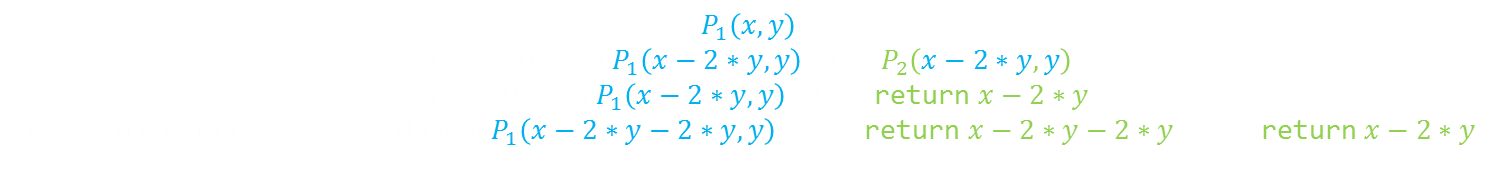 P₁(x, y)
P₁(x − 2 ∗ y, y) P₂(x − 2 ∗ y, y)
P₁(x − 2 ∗ y, y) return x − 2 ∗ y
P₁(x − 2 ∗ y − 2 ∗ y, y) return x − 2 ∗ y − 2 ∗ y return x − 2 ∗ y